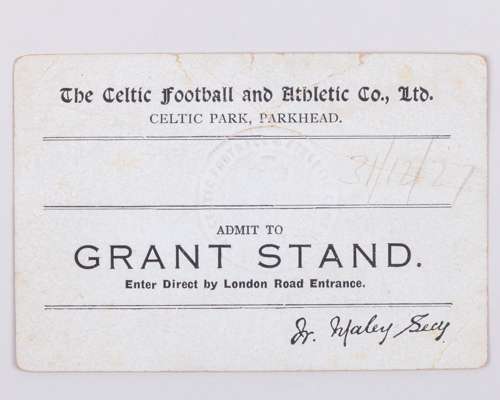 The Celtic Football and Athletic Co., Ltd.
CELTIC PARK, PARKHEAD.
31/12/27
ADMIT TO
GRANT STAND.
Enter Direct by London Road Entrance.
W. Maley Secy